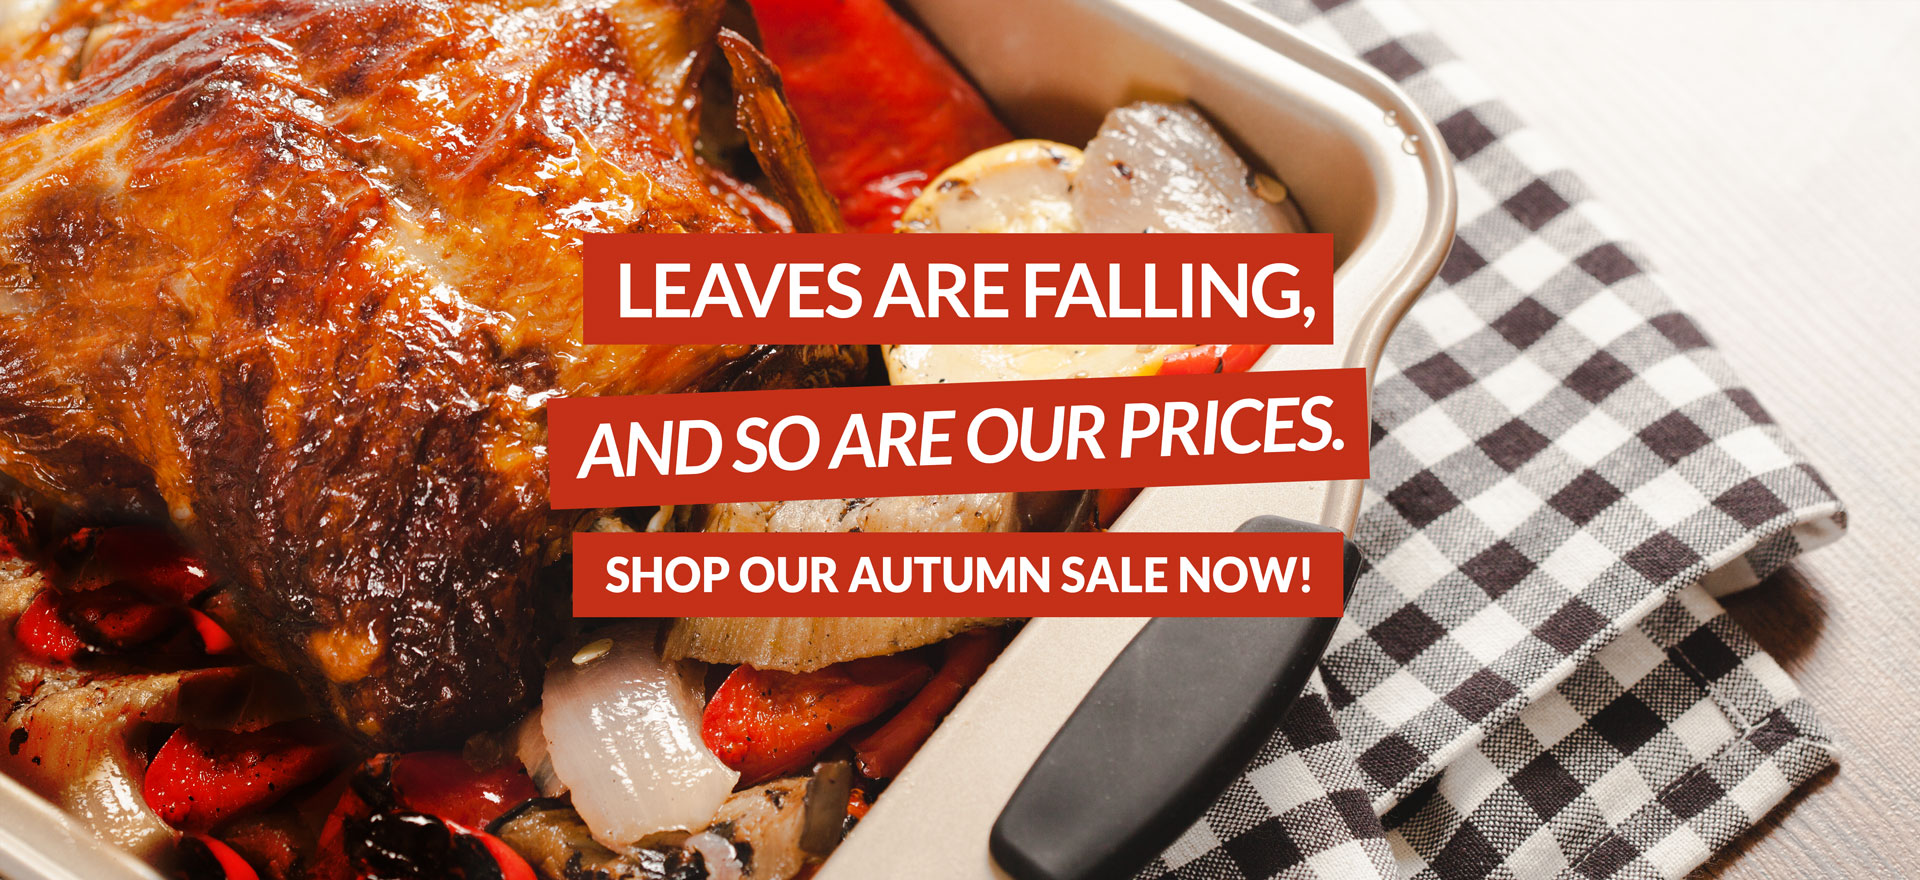 LEAVES ARE FALLING,
AND SO ARE OUR PRICES.
SHOP OUR AUTUMN SALE NOW!